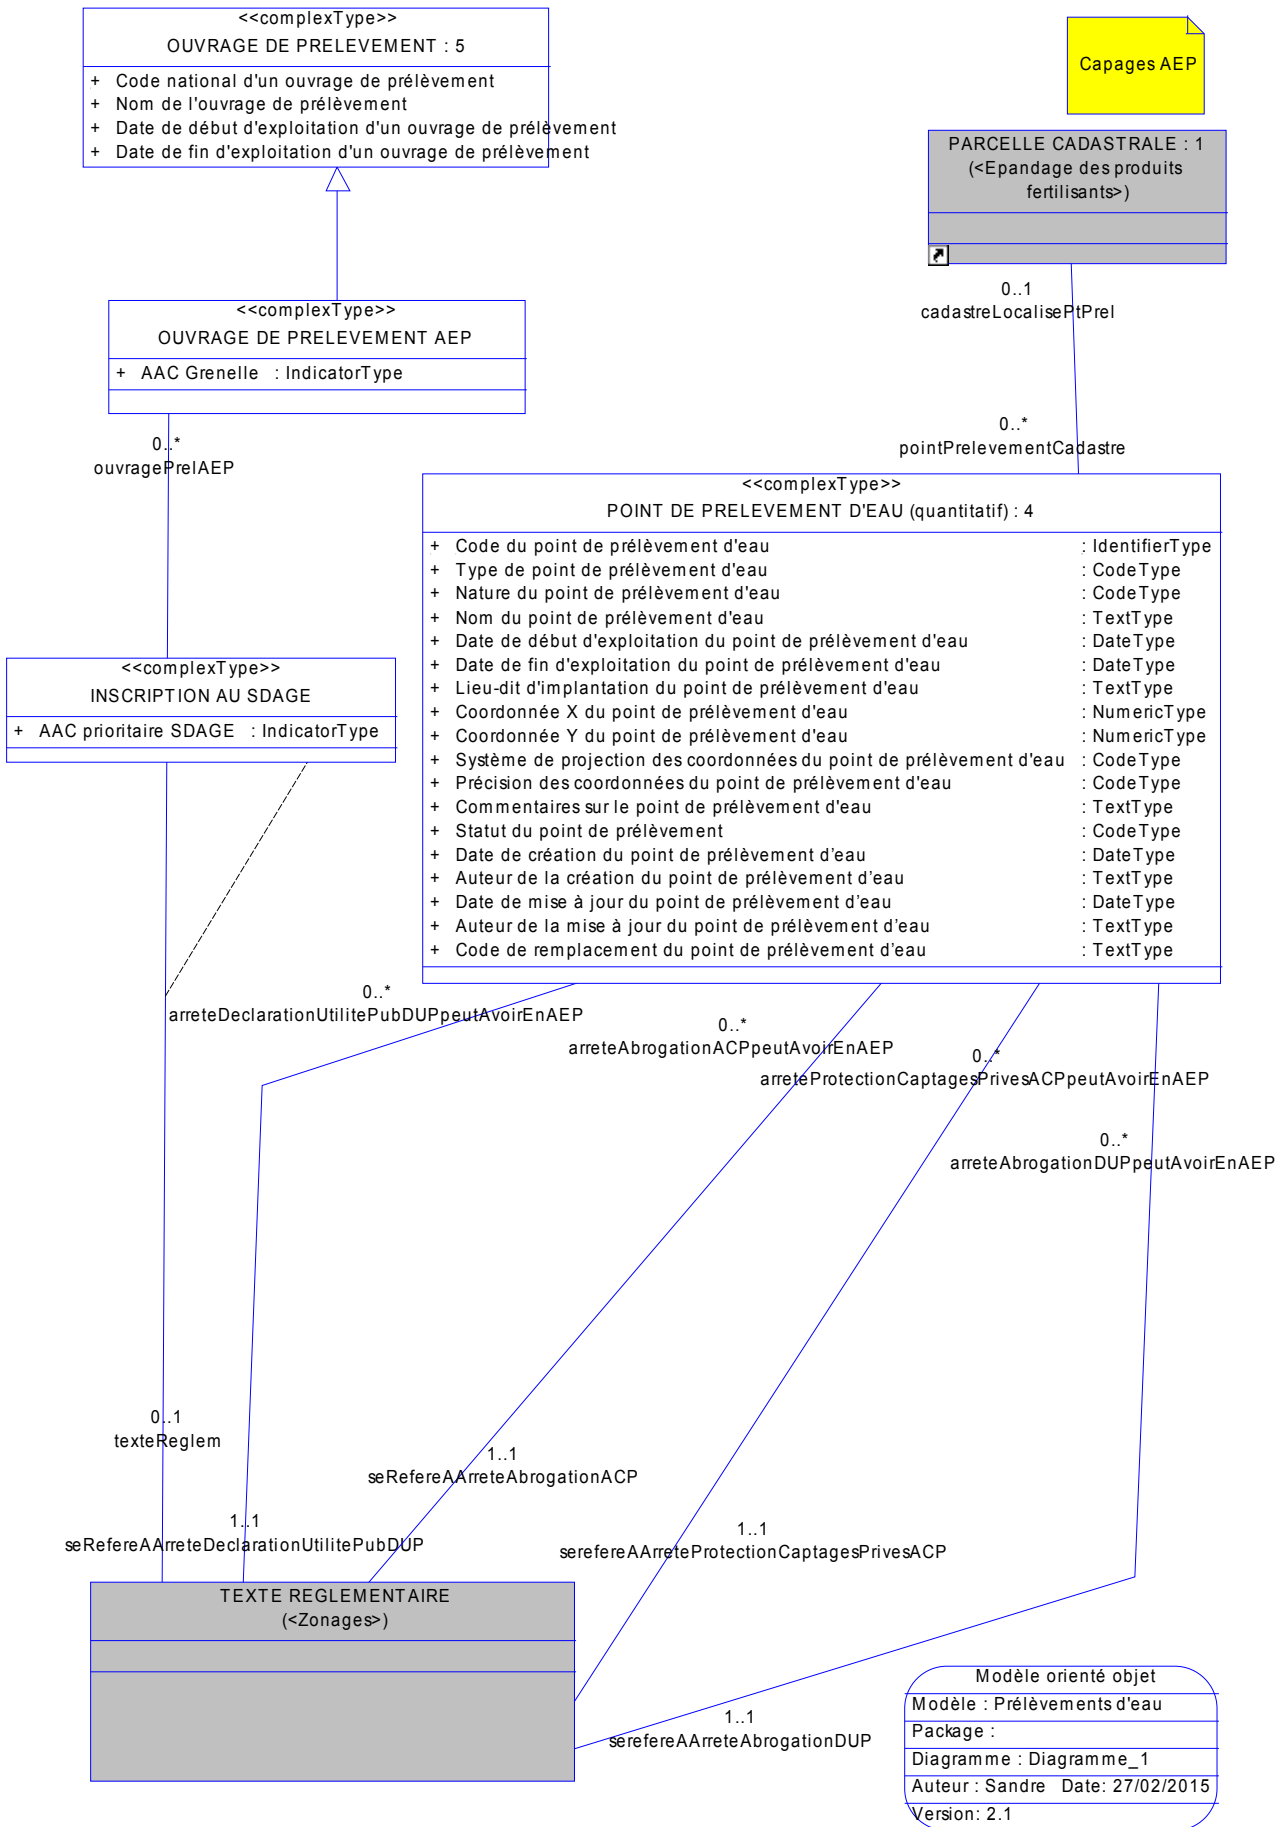 <<complexType>>
OUVRAGE DE PRELEVEMENT : 5
+ Code national d'un ouvrage de prélèvement
+ Nom de l'ouvrage de prélèvement
+ Date de début d'exploitation d'un ouvrage de prélèvement
+ Date de fin d'exploitation d'un ouvrage de prélèvement
Capages AEP
PARCELLE CADASTRALE : 1
(<Epandage des produits
fertilisants>)
0..1
cadastreLocalisePtPrel
<<complexType>>
OUVRAGE DE PRELEVEMENT AEP
+ AAC Grenelle : IndicatorType
0..*
ouvragePrelAEP
0..*
pointPrelevementCadastre
<<complexType>>
POINT DE PRELEVEMENT D'EAU (quantitatif) : 4
+ Code du point de prélèvement d'eau : IdentifierType
+ Type de point de prélèvement d'eau : CodeType
+ Nature du point de prélèvement d'eau : CodeType
+ Nom du point de prélèvement d'eau : TextType
+ Date de début d'exploitation du point de prélèvement d'eau : DateType
+ Date de fin d'exploitation du point de prélèvement d'eau : DateType
+ Lieu-dit d'implantation du point de prélèvement d'eau : TextType
+ Coordonnée X du point de prélèvement d'eau : NumericType
+ Coordonnée Y du point de prélèvement d'eau : NumericType
+ Système de projection des coordonnées du point de prélèvement d'eau : CodeType
+ Précision des coordonnées du point de prélèvement d'eau : CodeType
+ Commentaires sur le point de prélèvement d'eau : TextType
+ Statut du point de prélèvement : CodeType
+ Date de création du point de prélèvement d’eau : DateType
+ Auteur de la création du point de prélèvement d’eau : TextType
+ Date de mise à jour du point de prélèvement d’eau : DateType
+ Auteur de la mise à jour du point de prélèvement d’eau : TextType
+ Code de remplacement du point de prélèvement d'eau : TextType
<<complexType>>
INSCRIPTION AU SDAGE
+ AAC prioritaire SDAGE : IndicatorType
0..*
arreteDeclarationUtilitePubDUPpeutAvoirEnAEP
0..*
arreteAbrogationACPpeutAvoirEnAEP
0..*
arreteProtectionCaptagesPrivesACPpeutAvoirEnAEP
0..*
arreteAbrogationDUPpeutAvoirEnAEP
0..1
texteReglem
1..1
seRefereAArreteAbrogationACP
1..1
seRefereAArreteDeclarationUtilitePubDUP
1..1
serefereAArreteProtectionCaptagesPrivesACP
TEXTE REGLEMENTAIRE
(<Zonages>)
1..1
serefereAArreteAbrogationDUP
Modèle orienté objet
Modèle : Prélèvements d'eau
Package :
Diagramme : Diagramme_1
Auteur : Sandre Date: 27/02/2015
Version: 2.1